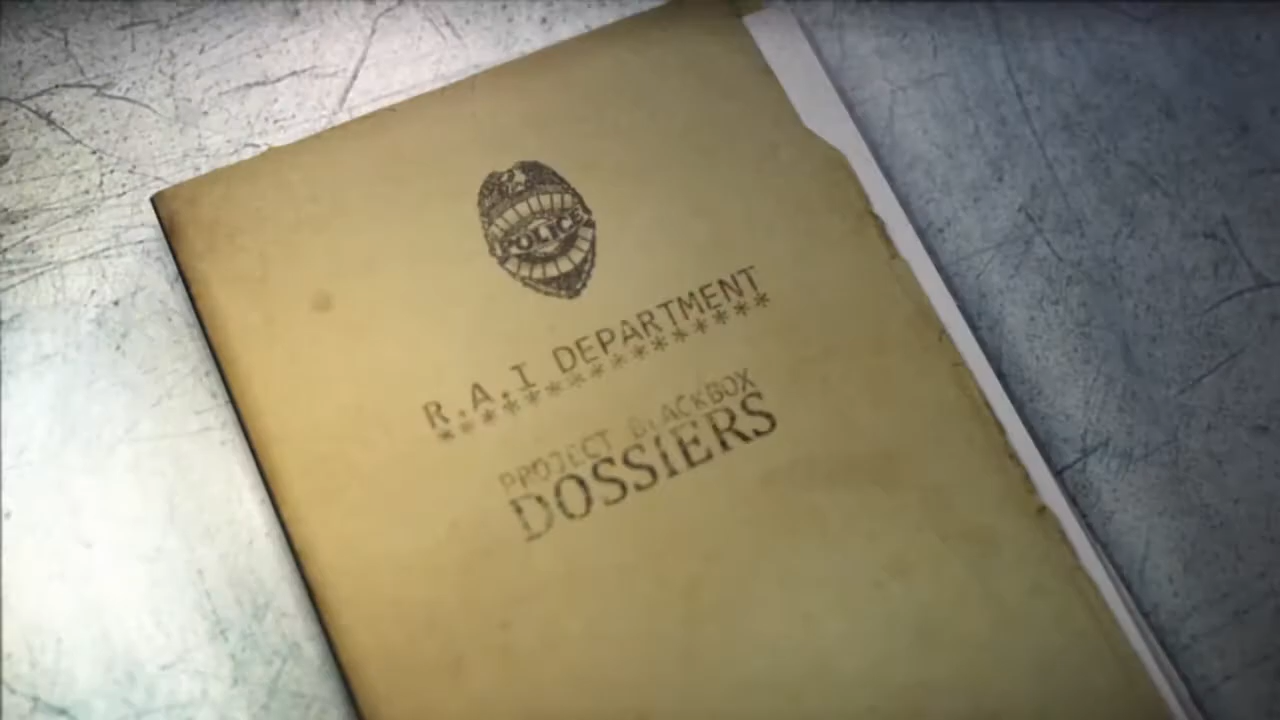 POLICE
R.A.I DEPARTMENT
*****************
PROJECT BLACKBOX
DOSSIERS